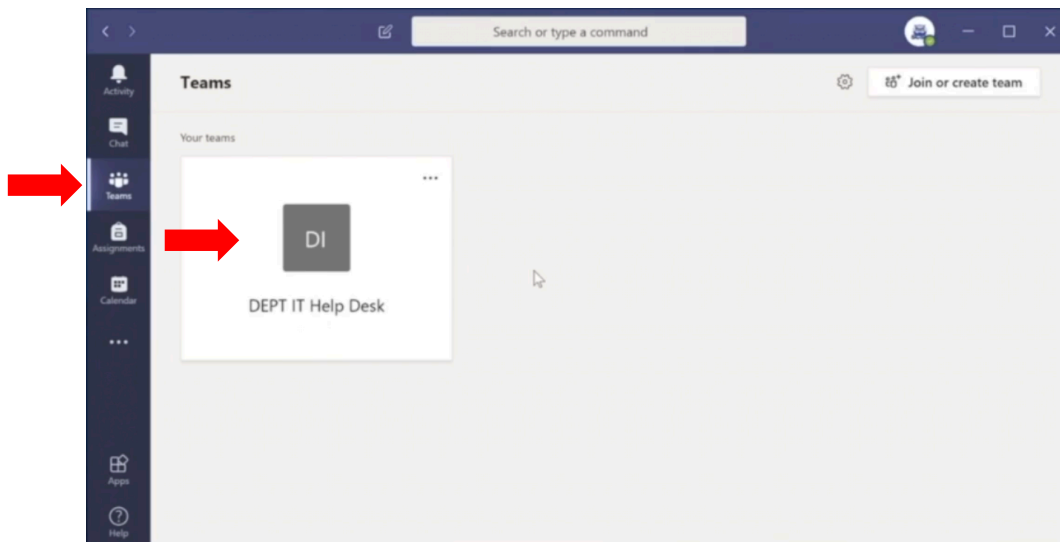 Search or type a command
Activity
Chat
Teams
Assignments
Calendar
Apps
Help
Teams
Join or create team
Your teams
DI
DEPT IT Help Desk